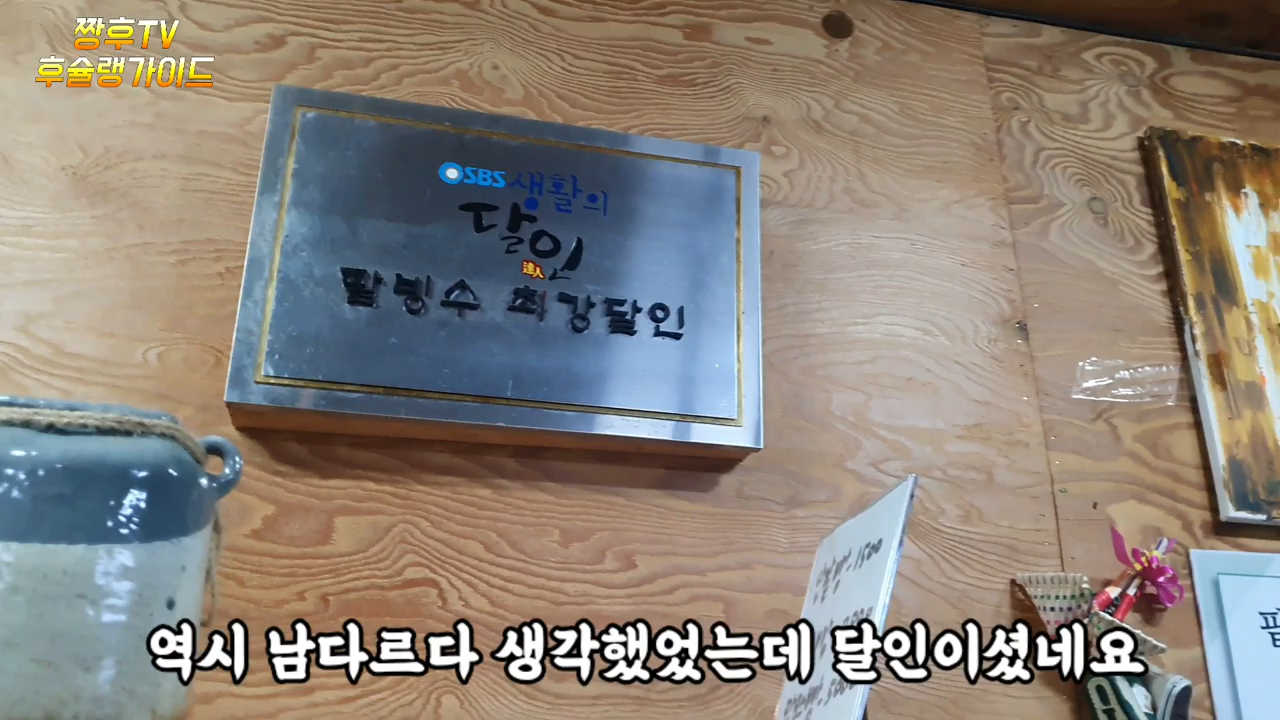 짱후TV
후슐랭가이드
SBS 생활의
달인
達人
팥빙수 최강달인
1500
역시 남다르다 생각했었는데 달인이셨네요